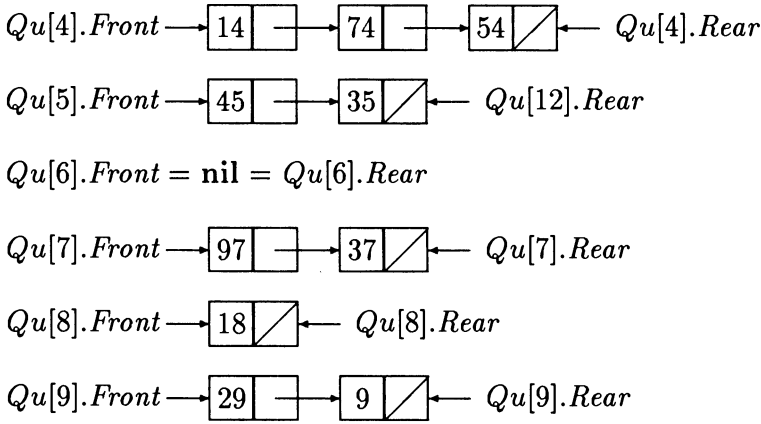 Qu[4].Front 14 74 54 Qu[4].Rear
Qu[5].Front 45 35 Qu[12].Rear
Qu[6].Front = nil = Qu[6].Rear
Qu[7].Front 97 37 Qu[7].Rear
Qu[8].Front 18 Qu[8].Rear
Qu[9].Front 29 9 Qu[9].Rear